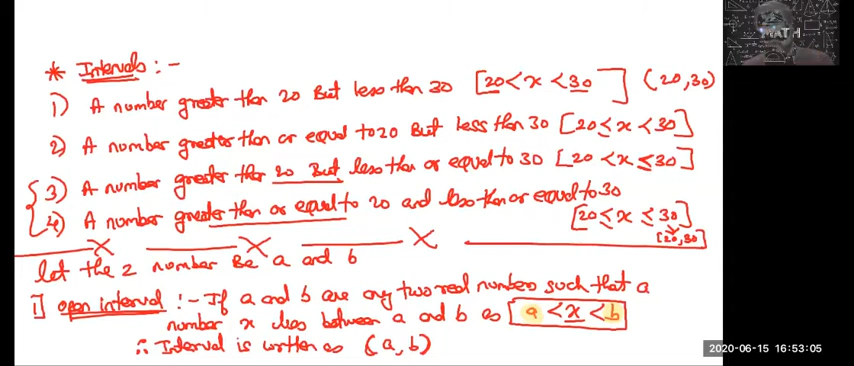 * Intervals :-
1) A number greater than 20 But less than 30 [20 < x < 30 ] (20,30)
2) A number greater than or equal to 20 But less than 30 [20 ≤ x < 30]
3) A number greater than 20 But less than or equal to 30 [20 < x ≤ 30]
4) A number greater than or equal to 20 and less than or equal to 30
[20 ≤ x ≤ 30]
[20,30]
let the 2 number Be a and b
1] open interval :- If a and b are any two real numbers such that a
number x lies between a and b as a < x < b
∴ Interval is written as (a, b)
MATH
2020-06-15 16:53:05